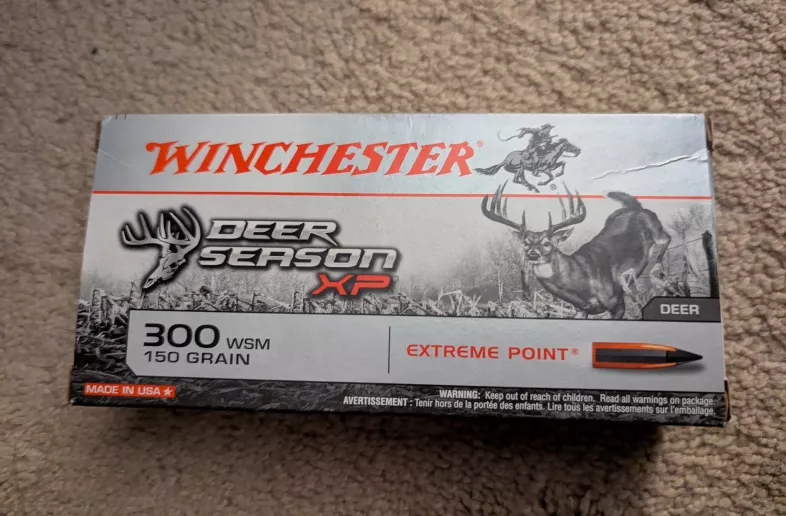 WINCHESTER
DEER
SEASON
XP
DEER
300 WSM
150 GRAIN
EXTREME POINT®
MADE IN USA
WARNING: Keep out of reach of children. Read all warnings on package.
AVERTISSEMENT : Tenir hors de la portée des enfants. Lire tous les avertissements sur l'emballage.